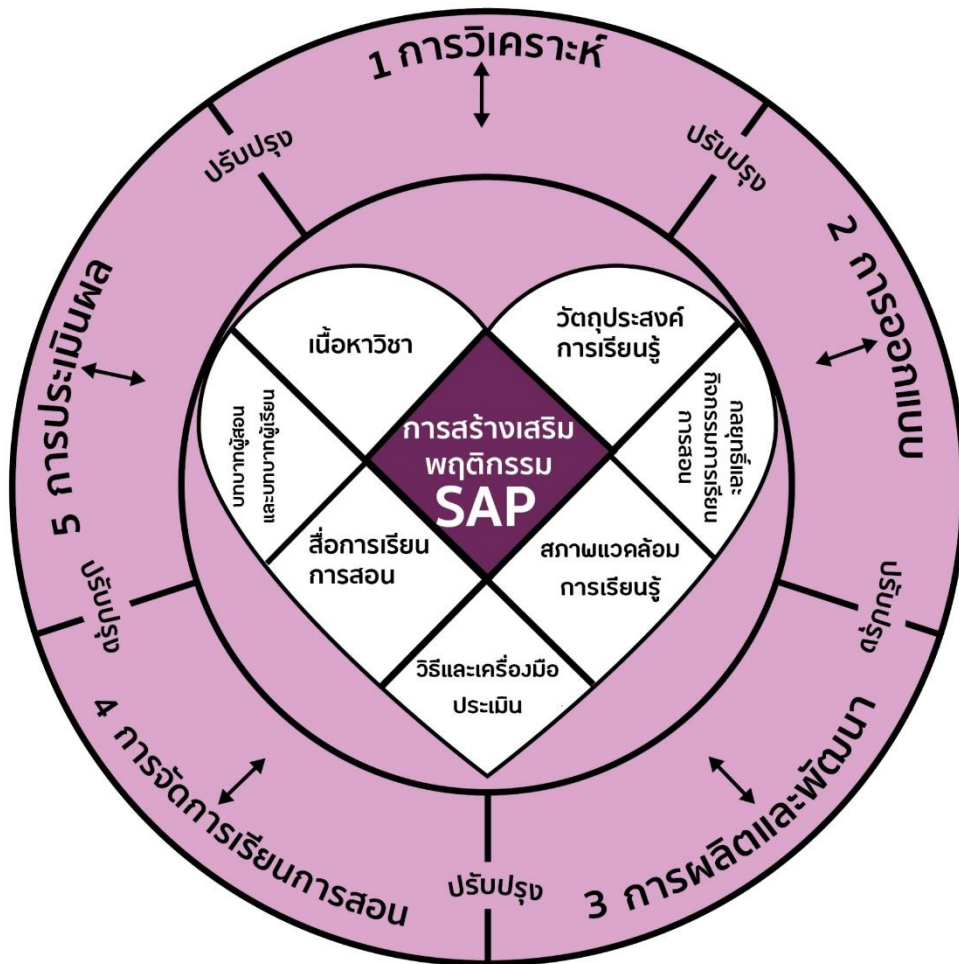 1 การวิเคราะห์
ปรับปรุง
2 การออกแบบ
ปรับปรุง
3 การผลิตและพัฒนา
ปรับปรุง
4 การจัดการเรียนการสอน
ปรับปรุง
5 การประเมินผล
ปรับปรุง
เนื้อหาวิชา
วัตถุประสงค์
การเรียนรู้
บทบาทผู้สอน
และบทบาทผู้เรียน
การสร้างเสริม
พฤติกรรม
SAP
กลยุทธ์และ
กิจกรรมการเรียน
การสอน
สื่อการเรียน
การสอน
สภาพแวดล้อม
การเรียนรู้
วิธีและเครื่องมือ
ประเมิน